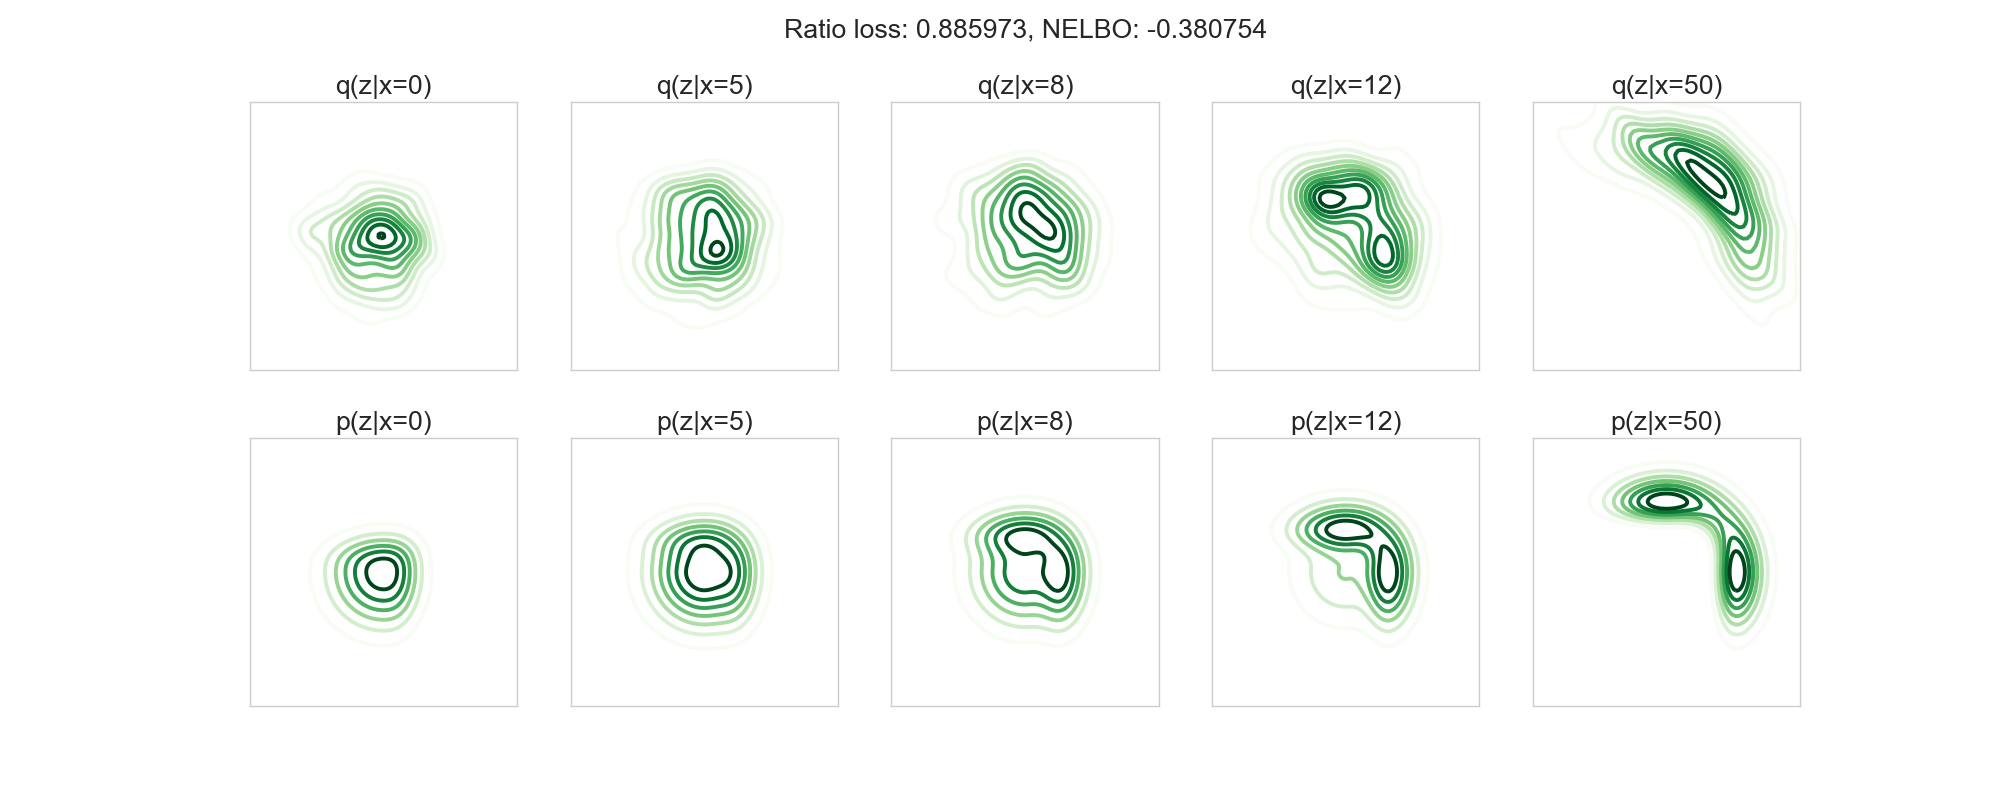 Ratio loss: 0.885973, NELBO: -0.380754
q(z|x=0) q(z|x=5) q(z|x=8) q(z|x=12) q(z|x=50)
p(z|x=0) p(z|x=5) p(z|x=8) p(z|x=12) p(z|x=50)